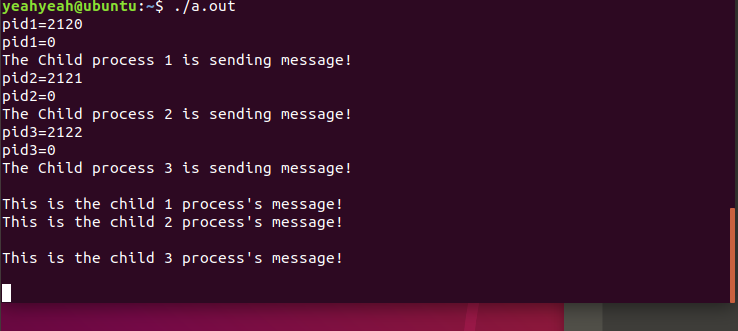 yeahyeah@ubuntu:~$ ./a.out
pid1=2120
pid1=0
The Child process 1 is sending message!
pid2=2121
pid2=0
The Child process 2 is sending message!
pid3=2122
pid3=0
The Child process 3 is sending message!
This is the child 1 process's message!
This is the child 2 process's message!
This is the child 3 process's message!